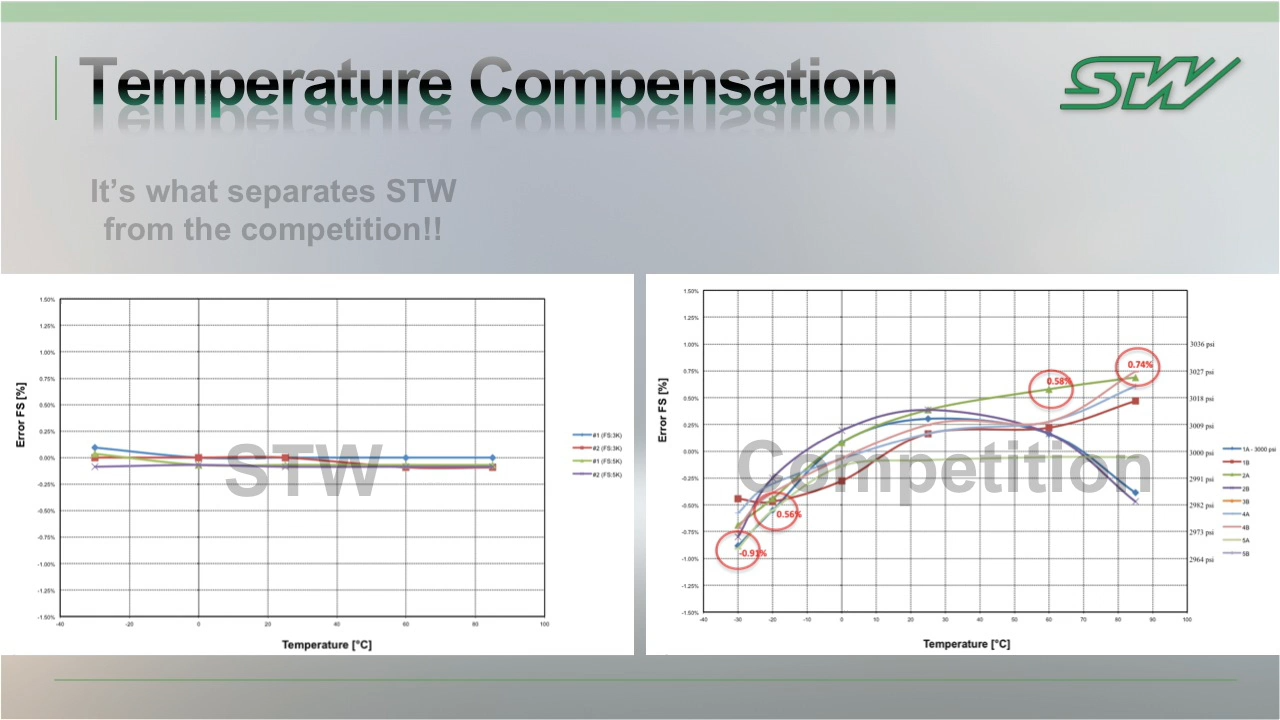 Temperature Compensation
STW
It's what separates STW
from the competition!!
1.50%
1.25%
1.00%
0.75%
0.50%
0.25%
0.00%
-0.25%
-0.50%
-0.75%
-1.00%
-1.25%
-1.50%
Error FS [%]
-40 -20 0 20 40 60 80 100
Temperature [°C]
STW
#1 (FS:3K)
#2 (FS:3K)
#1 (FS:5K)
#2 (FS:5K)
1.50%
1.25%
1.00%
0.75%
0.50%
0.25%
0.00%
-0.25%
-0.50%
-0.75%
-1.00%
-1.25%
-1.50%
Error FS [%]
-40 -30 -20 -10 0 10 20 30 40 50 60 70 80 90 100
Temperature [°C]
Competition
0.74%
0.58%
0.56%
-0.91%
3036 psi
3027 psi
3018 psi
3009 psi
3000 psi
2991 psi
2982 psi
2973 psi
2964 psi
1A - 3000 psi
1B
2A
2B
3B
4A
4B
5A
5B